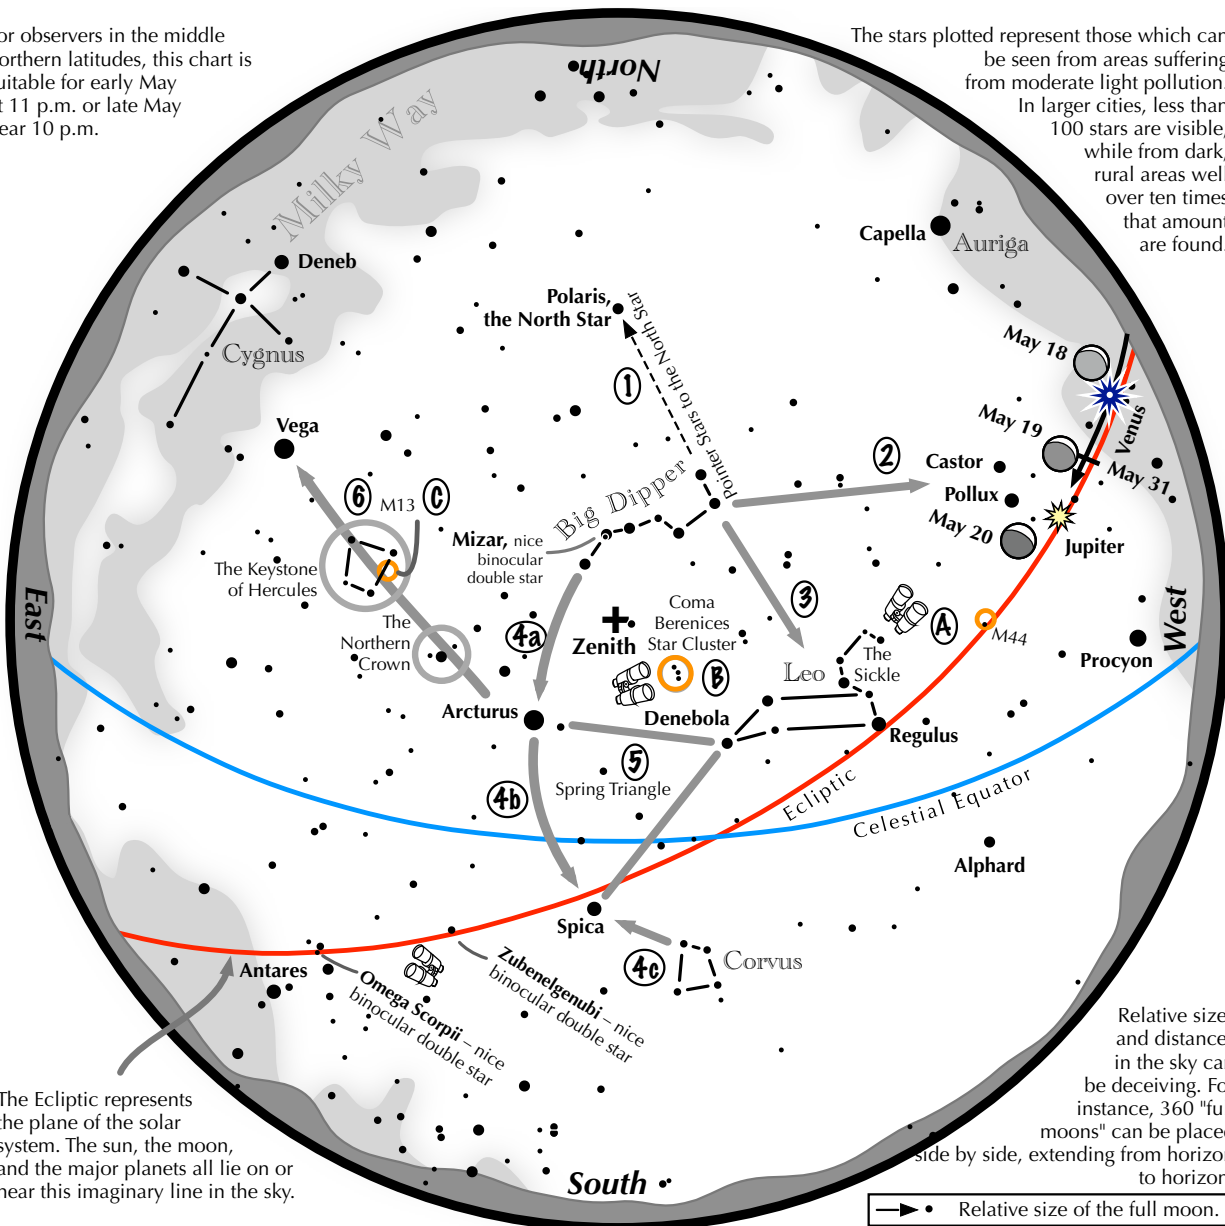 or observers in the middle
orthern latitudes, this chart is
uitable for early May
t 11 p.m. or late May
ear 10 p.m.
The stars plotted represent those which can
be seen from areas suffering
from moderate light pollution.
In larger cities, less than
100 stars are visible,
while from dark,
rural areas well
over ten times
that amount
are found.
North
Milky Way
Capella
Auriga
Deneb
Polaris,
the North Star
Cygnus
May 18
Venus
1
Pointer Stars to the North Star
Vega
May 19
May 31
2
Castor
Pollux
May 20
Jupiter
Big Dipper
6
M13
C
Mizar, nice
binocular
double star
The Keystone
of Hercules
East
West
The
Northern
Crown
4a
Zenith
Coma
Berenices
Star Cluster
3
A
M44
B
Leo
The
Sickle
Procyon
Arcturus
Denebola
Regulus
5
Spring Triangle
4b
Ecliptic
Celestial Equator
Alphard
Spica
4c
Corvus
Antares
Omega Scorpii – nice
binocular double star
Zubenelgenubi – nice
binocular double star
The Ecliptic represents
the plane of the solar
system. The sun, the moon,
and the major planets all lie on or
near this imaginary line in the sky.
South
Relative size
and distance
in the sky can
be deceiving. Fo
instance, 360 "fu
moons" can be placed
side by side, extending from horizon
to horizon
Relative size of the full moon.